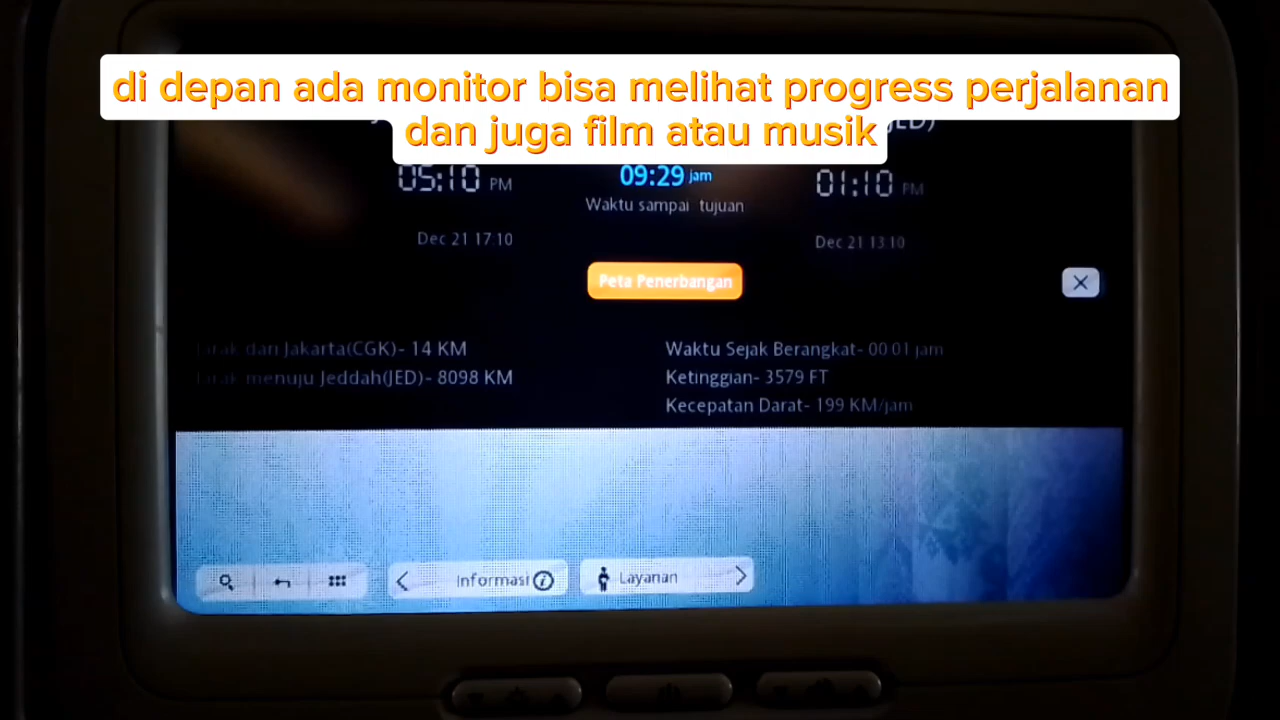 di depan ada monitor bisa melihat progress perjalanan
dan juga film atau musik
05:10 PM
09:29 jam
01:10 PM
Waktu sampai tujuan
Dec 21 17:10
Dec 21 13:10
Peta Penerbangan
Jarak dari Jakarta(CGK)- 14 KM
Jarak menuju Jeddah(JED)- 8098 KM
Waktu Sejak Berangkat- 00:01 jam
Ketinggian- 3579 FT
Kecepatan Darat- 199 KM/jam
Informasi
Layanan